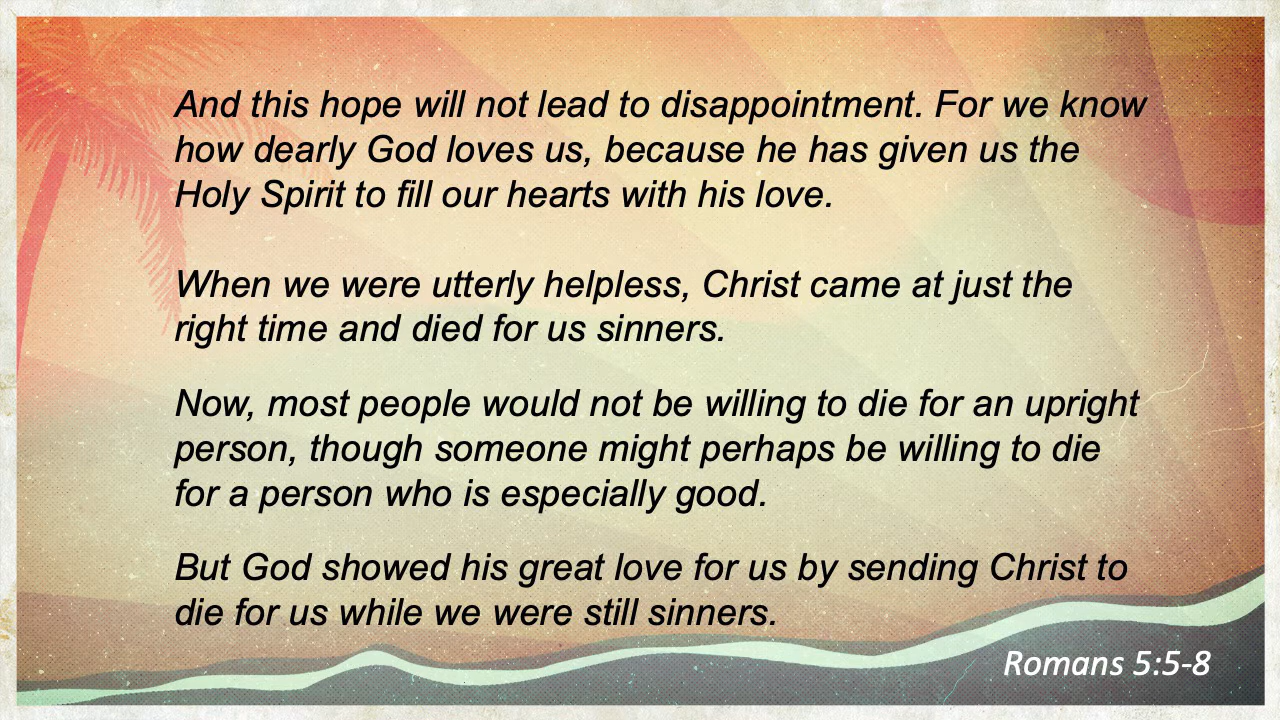 And this hope will not lead to disappointment. For we know
how dearly God loves us, because he has given us the
Holy Spirit to fill our hearts with his love.
When we were utterly helpless, Christ came at just the
right time and died for us sinners.
Now, most people would not be willing to die for an upright
person, though someone might perhaps be willing to die
for a person who is especially good.
But God showed his great love for us by sending Christ to
die for us while we were still sinners.
Romans 5:5-8